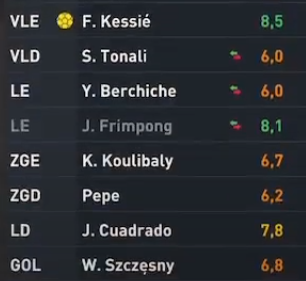 VLE F. Kessié 8,5
VLD S. Tonali 6,0
LE Y. Berchiche 6,0
LE J. Frimpong 8,1
ZGE K. Koulibaly 6,7
ZGD Pepe 6,2
LD J. Cuadrado 7,8
GOL W. Szczęsny 6,8